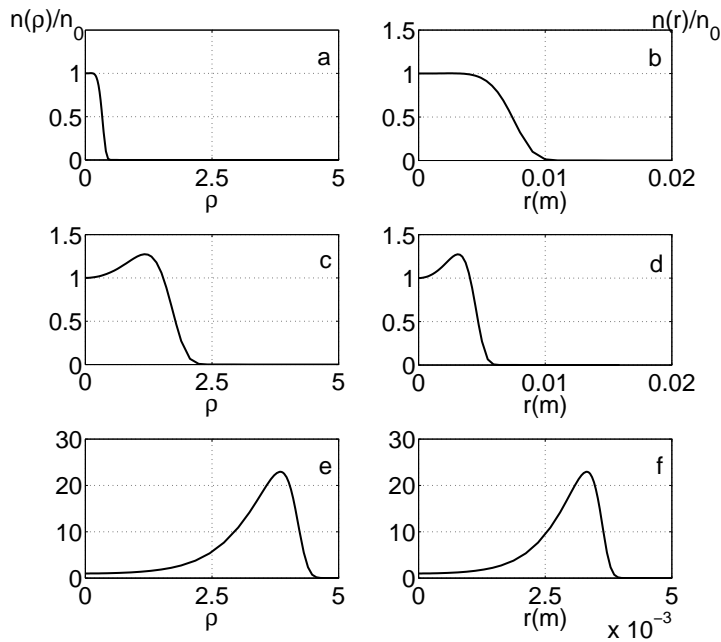 n(ρ)/n0 n(r)/n0
1.5
a b
1 1
0.5 0.5
0 0
0 2.5 5 0 0.01 0.02
ρ r(m)
1.5 1.5
c d
1 1
0.5 0.5
0 0
0 2.5 5 0 0.01 0.02
ρ r(m)
30 30
e f
20 20
10 10
0 0
0 2.5 5 0 2.5 5
ρ r(m) x 10⁻³